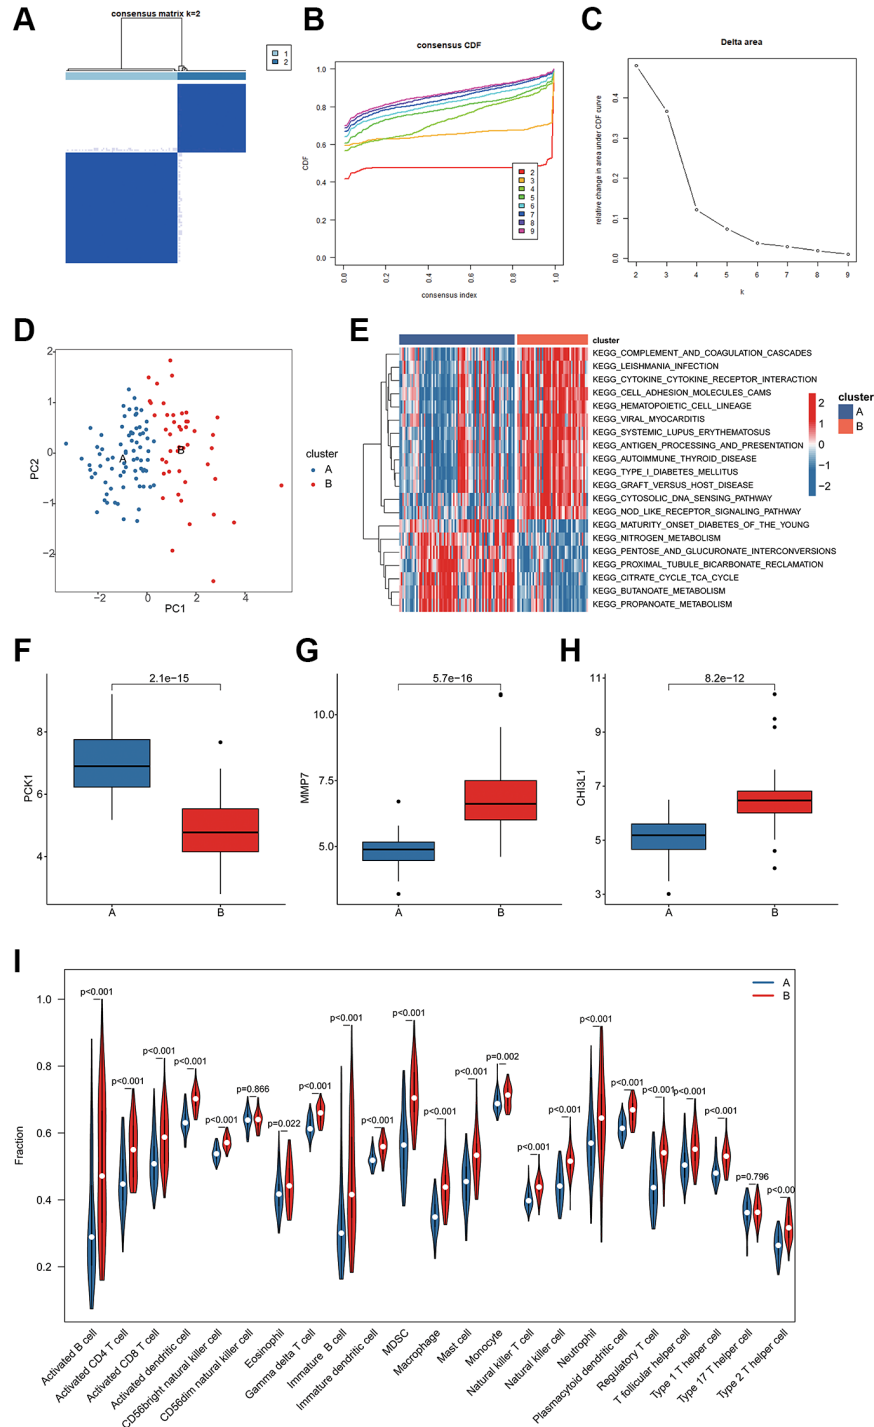 A
consensus matrix k=2
1
2
B
consensus CDF
1.0
0.8
0.6
0.4
0.2
0.0
CDF
2
3
4
5
6
7
8
9
0.0
0.2
0.4
0.6
0.8
1.0
consensus index
C
Delta area
0.4
0.3
0.2
0.1
0.0
relative change in area under CDF curve
2
3
4
5
6
7
8
9
k
D
2
1
0
−1
−2
PC2
A
B
−2
0
2
4
PC1
cluster
A
B
E
cluster
KEGG_COMPLEMENT_AND_COAGULATION_CASCADES
KEGG_LEISHMANIA_INFECTION
KEGG_CYTOKINE_CYTOKINE_RECEPTOR_INTERACTION
KEGG_CELL_ADHESION_MOLECULES_CAMS
KEGG_HEMATOPOIETIC_CELL_LINEAGE
KEGG_VIRAL_MYOCARDITIS
KEGG_SYSTEMIC_LUPUS_ERYTHEMATOSUS
KEGG_ANTIGEN_PROCESSING_AND_PRESENTATION
KEGG_AUTOIMMUNE_THYROID_DISEASE
KEGG_TYPE_I_DIABETES_MELLITUS
KEGG_GRAFT_VERSUS_HOST_DISEASE
KEGG_CYTOSOLIC_DNA_SENSING_PATHWAY
KEGG_NOD_LIKE_RECEPTOR_SIGNALING_PATHWAY
KEGG_MATURITY_ONSET_DIABETES_OF_THE_YOUNG
KEGG_NITROGEN_METABOLISM
KEGG_PENTOSE_AND_GLUCURONATE_INTERCONVERSIONS
KEGG_PROXIMAL_TUBULE_BICARBONATE_RECLAMATION
KEGG_CITRATE_CYCLE_TCA_CYCLE
KEGG_BUTANOATE_METABOLISM
KEGG_PROPANOATE_METABOLISM
2
1
0
−1
−2
cluster
A
B
F
2.1e−15
8
6
4
PCK1
A
B
G
5.7e−16
10.0
7.5
5.0
MMP7
A
B
H
8.2e−12
11
9
7
5
3
CHI3L1
A
B
I
A
B
1.0
0.8
0.6
0.4
0.2
Fraction
p<0.001
p<0.001
p<0.001
p<0.001
p<0.001
p=0.866
p=0.022
p<0.001
p<0.001
p<0.001
p<0.001
p<0.001
p<0.001
p=0.002
p<0.001
p<0.001
p<0.001
p<0.001
p<0.001
p<0.001
p<0.001
p=0.796
p<0.00
Activated B cell
Activated CD4 T cell
Activated CD8 T cell
Activated dendritic cell
CD56bright natural killer cell
CD56dim natural killer cell
Eosinophil
Gamma delta T cell
Immature B cell
Immature dendritic cell
MDSC
Macrophage
Mast cell
Monocyte
Natural killer T cell
Natural killer cell
Neutrophil
Plasmacytoid dendritic cell
Regulatory T cell
T follicular helper cell
Type 1 T helper cell
Type 17 T helper cell
Type 2 T helper cell